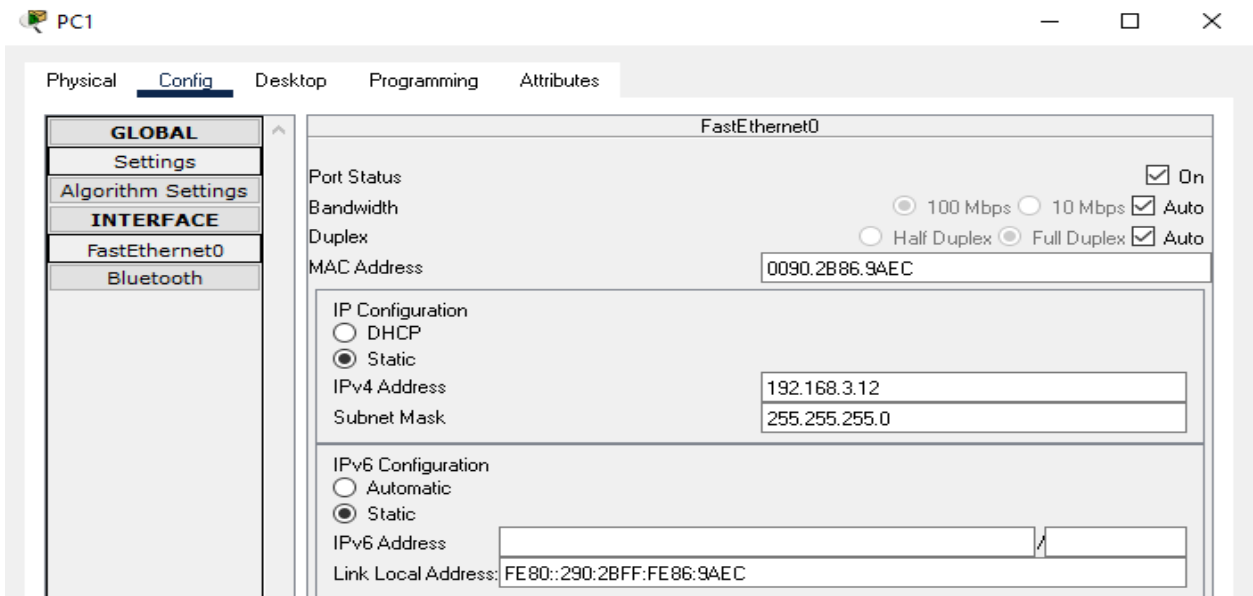 PC1
Physical Config Desktop Programming Attributes
GLOBAL
Settings
Algorithm Settings
INTERFACE
FastEthernet0
Bluetooth
FastEthernet0
Port Status On
Bandwidth 100 Mbps 10 Mbps Auto
Duplex Half Duplex Full Duplex Auto
MAC Address 0090.2B86.9AEC
IP Configuration
DHCP
Static
IPv4 Address 192.168.3.12
Subnet Mask 255.255.255.0
IPv6 Configuration
Automatic
Static
IPv6 Address /
Link Local Address: FE80::290:2BFF:FE86:9AEC